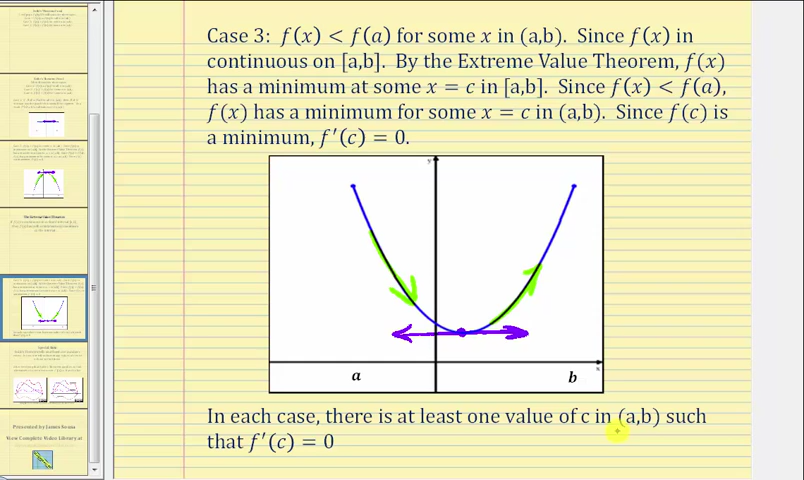 Case 3: f(x) < f(a) for some x in (a,b). Since f(x) in
continuous on [a,b]. By the Extreme Value Theorem, f(x)
has a minimum at some x = c in [a,b]. Since f(x) < f(a),
f(x) has a minimum for some x = c in (a,b). Since f(c) is
a minimum, f′(c) = 0.
y
x
a b
In each case, there is at least one value of c in (a,b) such
that f′(c) = 0
Presented by James Sousa
View Complete Video Library at